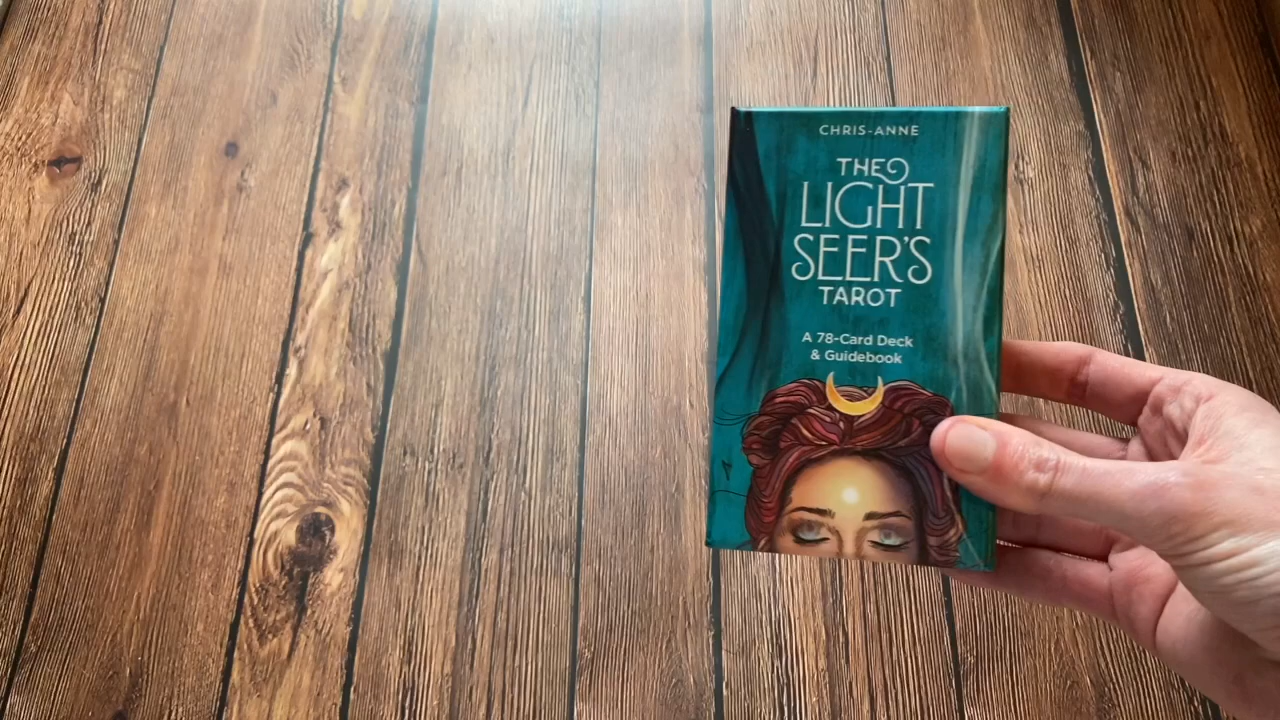 CHRIS-ANNE
THE
LIGHT
SEER'S
TAROT
A 78-Card Deck
& Guidebook